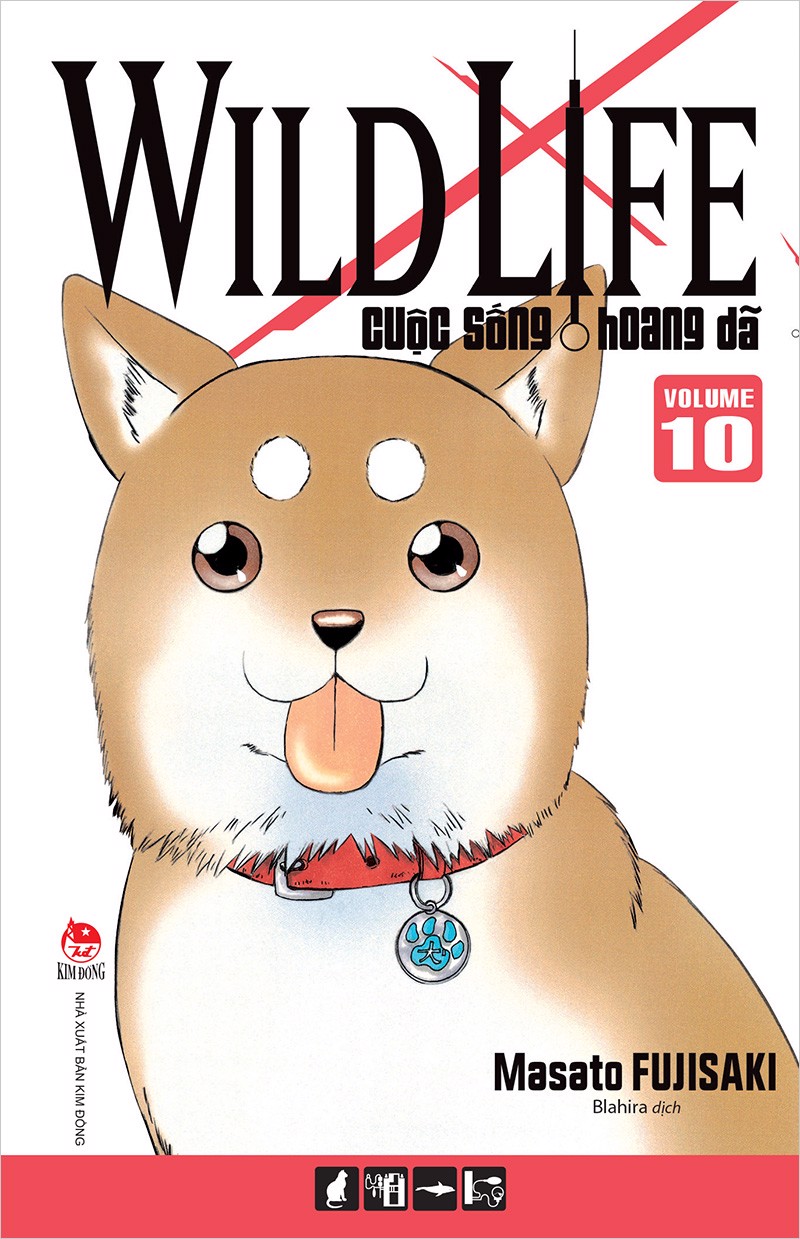 WILD LIFE
cuộc sống hoang dã
VOLUME
10
犬
KIM ĐỒNG
NHÀ XUẤT BẢN KIM ĐỒNG
Masato FUJISAKI
Blahira dịch